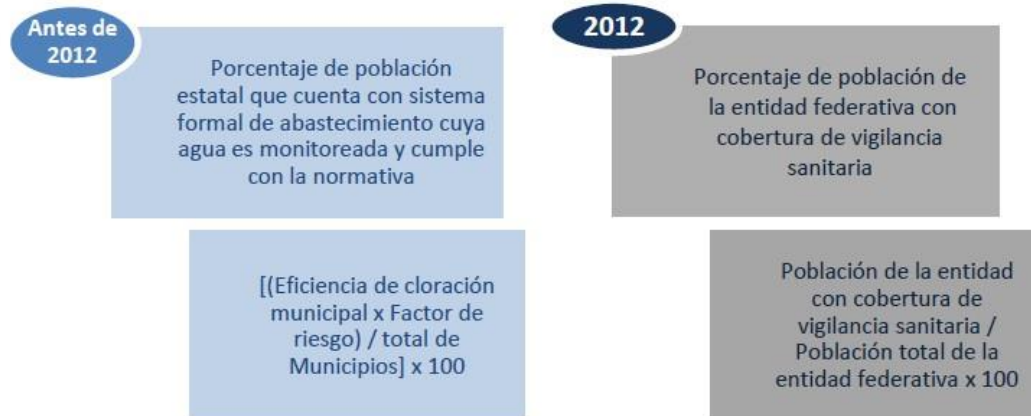 Antes de
2012
Porcentaje de población
estatal que cuenta con sistema
formal de abastecimiento cuya
agua es monitoreada y cumple
con la normativa
[(Eficiencia de cloración
municipal x Factor de
riesgo) / total de
Municipios] x 100
2012
Porcentaje de población de
la entidad federativa con
cobertura de vigilancia
sanitaria
Población de la entidad
con cobertura de
vigilancia sanitaria /
Población total de la
entidad federativa x 100